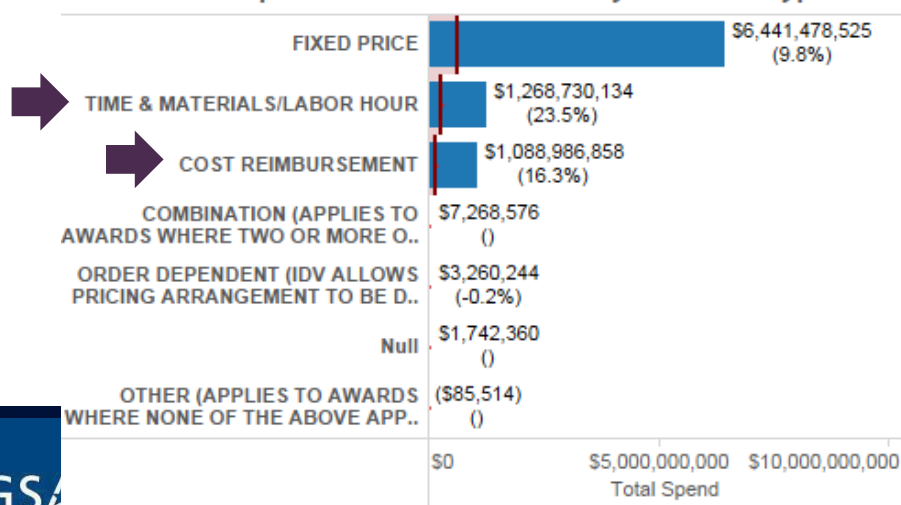 FIXED PRICE
$6,441,478,525
(9.8%)
TIME & MATERIALS/LABOR HOUR
$1,268,730,134
(23.5%)
COST REIMBURSEMENT
$1,088,986,858
(16.3%)
COMBINATION (APPLIES TO
AWARDS WHERE TWO OR MORE O..
$7,268,576
()
ORDER DEPENDENT (IDV ALLOWS
PRICING ARRANGEMENT TO BE D..
$3,260,244
(-0.2%)
Null
$1,742,360
()
OTHER (APPLIES TO AWARDS
WHERE NONE OF THE ABOVE APP..
($85,514)
()
$0 $5,000,000,000 $10,000,000,000
Total Spend
GSA